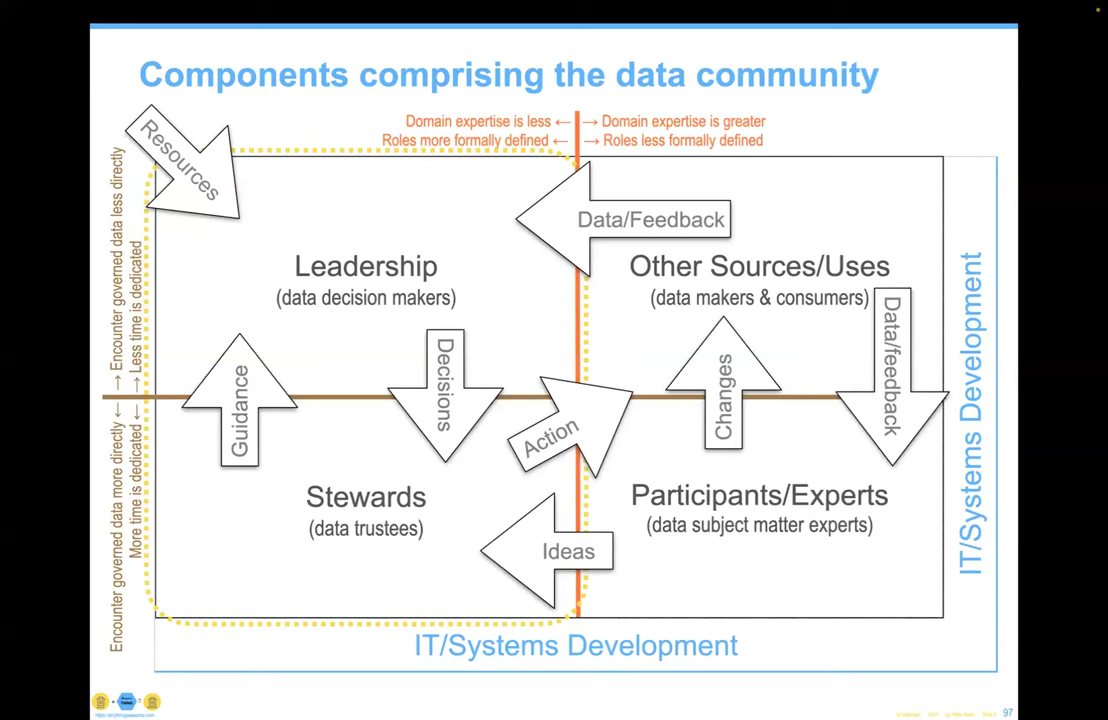 Components comprising the data community
Domain expertise is less ←
→ Domain expertise is greater
Roles more formally defined ←
→ Roles less formally defined
Resources
→ Encounter governed data less directly
→ Less time is dedicated
Encounter governed data more directly ←
More time is dedicated ←
Data/Feedback
Leadership
(data decision makers)
Other Sources/Uses
(data makers & consumers)
Guidance
Decisions
Action
Changes
Data/feedback
Stewards
(data trustees)
Participants/Experts
(data subject matter experts)
Ideas
IT/Systems Development
IT/Systems Development
97